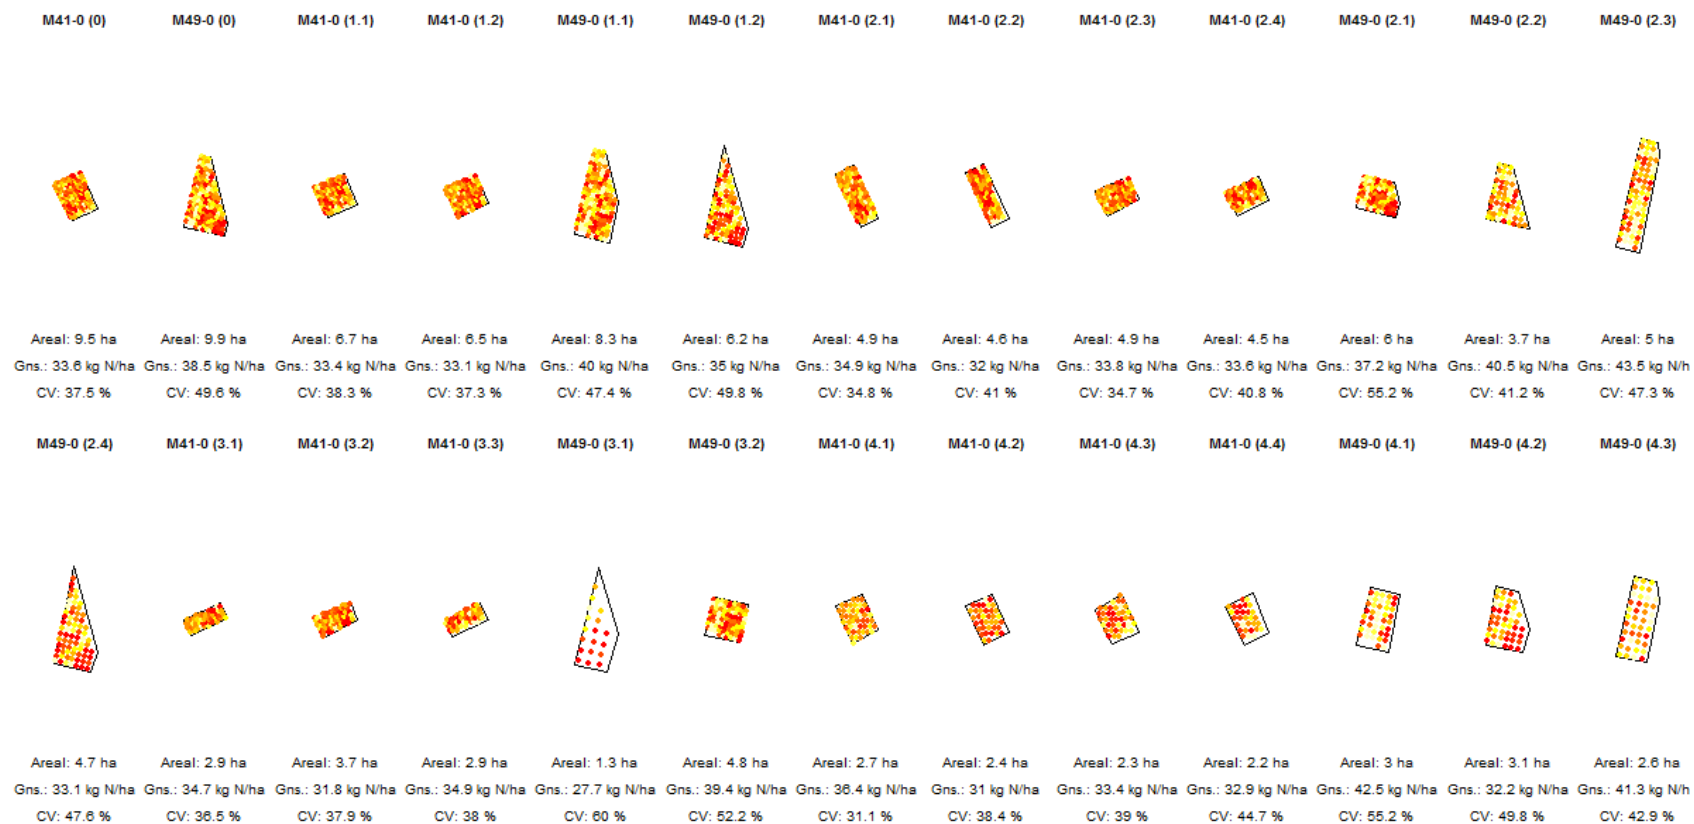 M41-0 (0) M49-0 (0) M41-0 (1.1) M41-0 (1.2) M49-0 (1.1) M49-0 (1.2) M41-0 (2.1) M41-0 (2.2) M41-0 (2.3) M41-0 (2.4) M49-0 (2.1) M49-0 (2.2) M49-0 (2.3)
Areal: 9.5 ha Areal: 9.9 ha Areal: 6.7 ha Areal: 6.5 ha Areal: 8.3 ha Areal: 6.2 ha Areal: 4.9 ha Areal: 4.6 ha Areal: 4.9 ha Areal: 4.5 ha Areal: 6 ha Areal: 3.7 ha Areal: 5 ha
Gns.: 33.6 kg N/ha Gns.: 38.5 kg N/ha Gns.: 33.4 kg N/ha Gns.: 33.1 kg N/ha Gns.: 40 kg N/ha Gns.: 35 kg N/ha Gns.: 34.9 kg N/ha Gns.: 32 kg N/ha Gns.: 33.8 kg N/ha Gns.: 33.6 kg N/ha Gns.: 37.2 kg N/ha Gns.: 40.5 kg N/ha Gns.: 43.5 kg N/h
CV: 37.5 % CV: 49.6 % CV: 38.3 % CV: 37.3 % CV: 47.4 % CV: 49.8 % CV: 34.8 % CV: 41 % CV: 34.7 % CV: 40.8 % CV: 55.2 % CV: 41.2 % CV: 47.3 %
M49-0 (2.4) M41-0 (3.1) M41-0 (3.2) M41-0 (3.3) M49-0 (3.1) M49-0 (3.2) M41-0 (4.1) M41-0 (4.2) M41-0 (4.3) M41-0 (4.4) M49-0 (4.1) M49-0 (4.2) M49-0 (4.3)
Areal: 4.7 ha Areal: 2.9 ha Areal: 3.7 ha Areal: 2.9 ha Areal: 1.3 ha Areal: 4.8 ha Areal: 2.7 ha Areal: 2.4 ha Areal: 2.3 ha Areal: 2.2 ha Areal: 3 ha Areal: 3.1 ha Areal: 2.6 ha
Gns.: 33.1 kg N/ha Gns.: 34.7 kg N/ha Gns.: 31.8 kg N/ha Gns.: 34.9 kg N/ha Gns.: 27.7 kg N/ha Gns.: 39.4 kg N/ha Gns.: 36.4 kg N/ha Gns.: 31 kg N/ha Gns.: 33.4 kg N/ha Gns.: 32.9 kg N/ha Gns.: 42.5 kg N/ha Gns.: 32.2 kg N/ha Gns.: 41.3 kg N/h
CV: 47.6 % CV: 36.5 % CV: 37.9 % CV: 38 % CV: 60 % CV: 52.2 % CV: 31.1 % CV: 38.4 % CV: 39 % CV: 44.7 % CV: 55.2 % CV: 49.8 % CV: 42.9 %